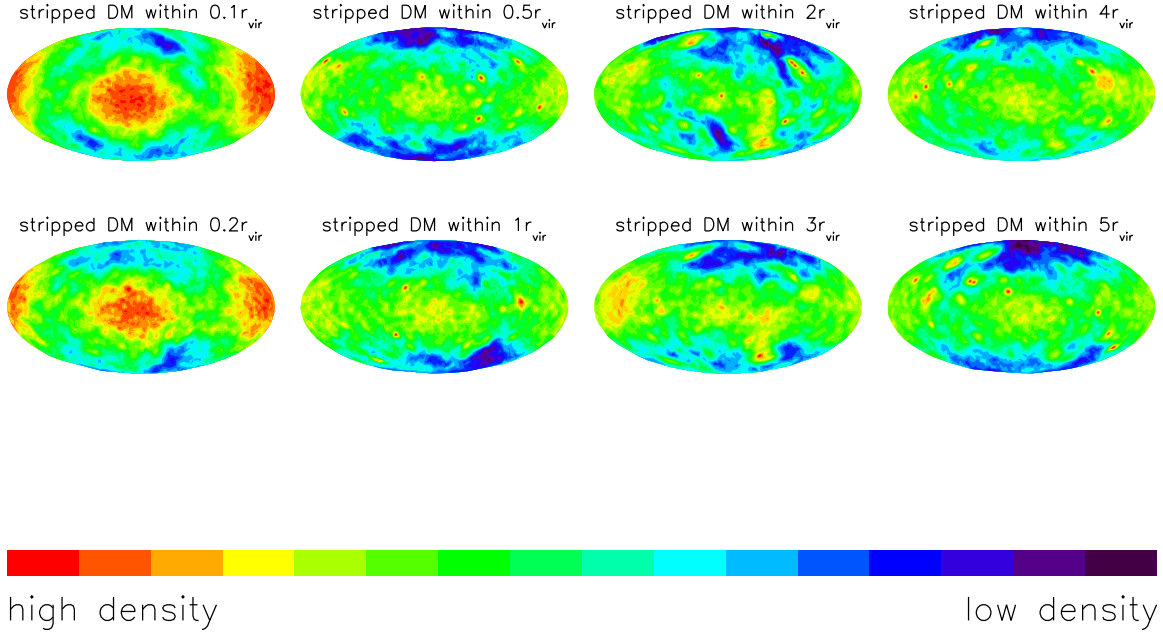 stripped DM within 0.1r_vir
stripped DM within 0.5r_vir
stripped DM within 2r_vir
stripped DM within 4r_vir
stripped DM within 0.2r_vir
stripped DM within 1r_vir
stripped DM within 3r_vir
stripped DM within 5r_vir
high density
low density